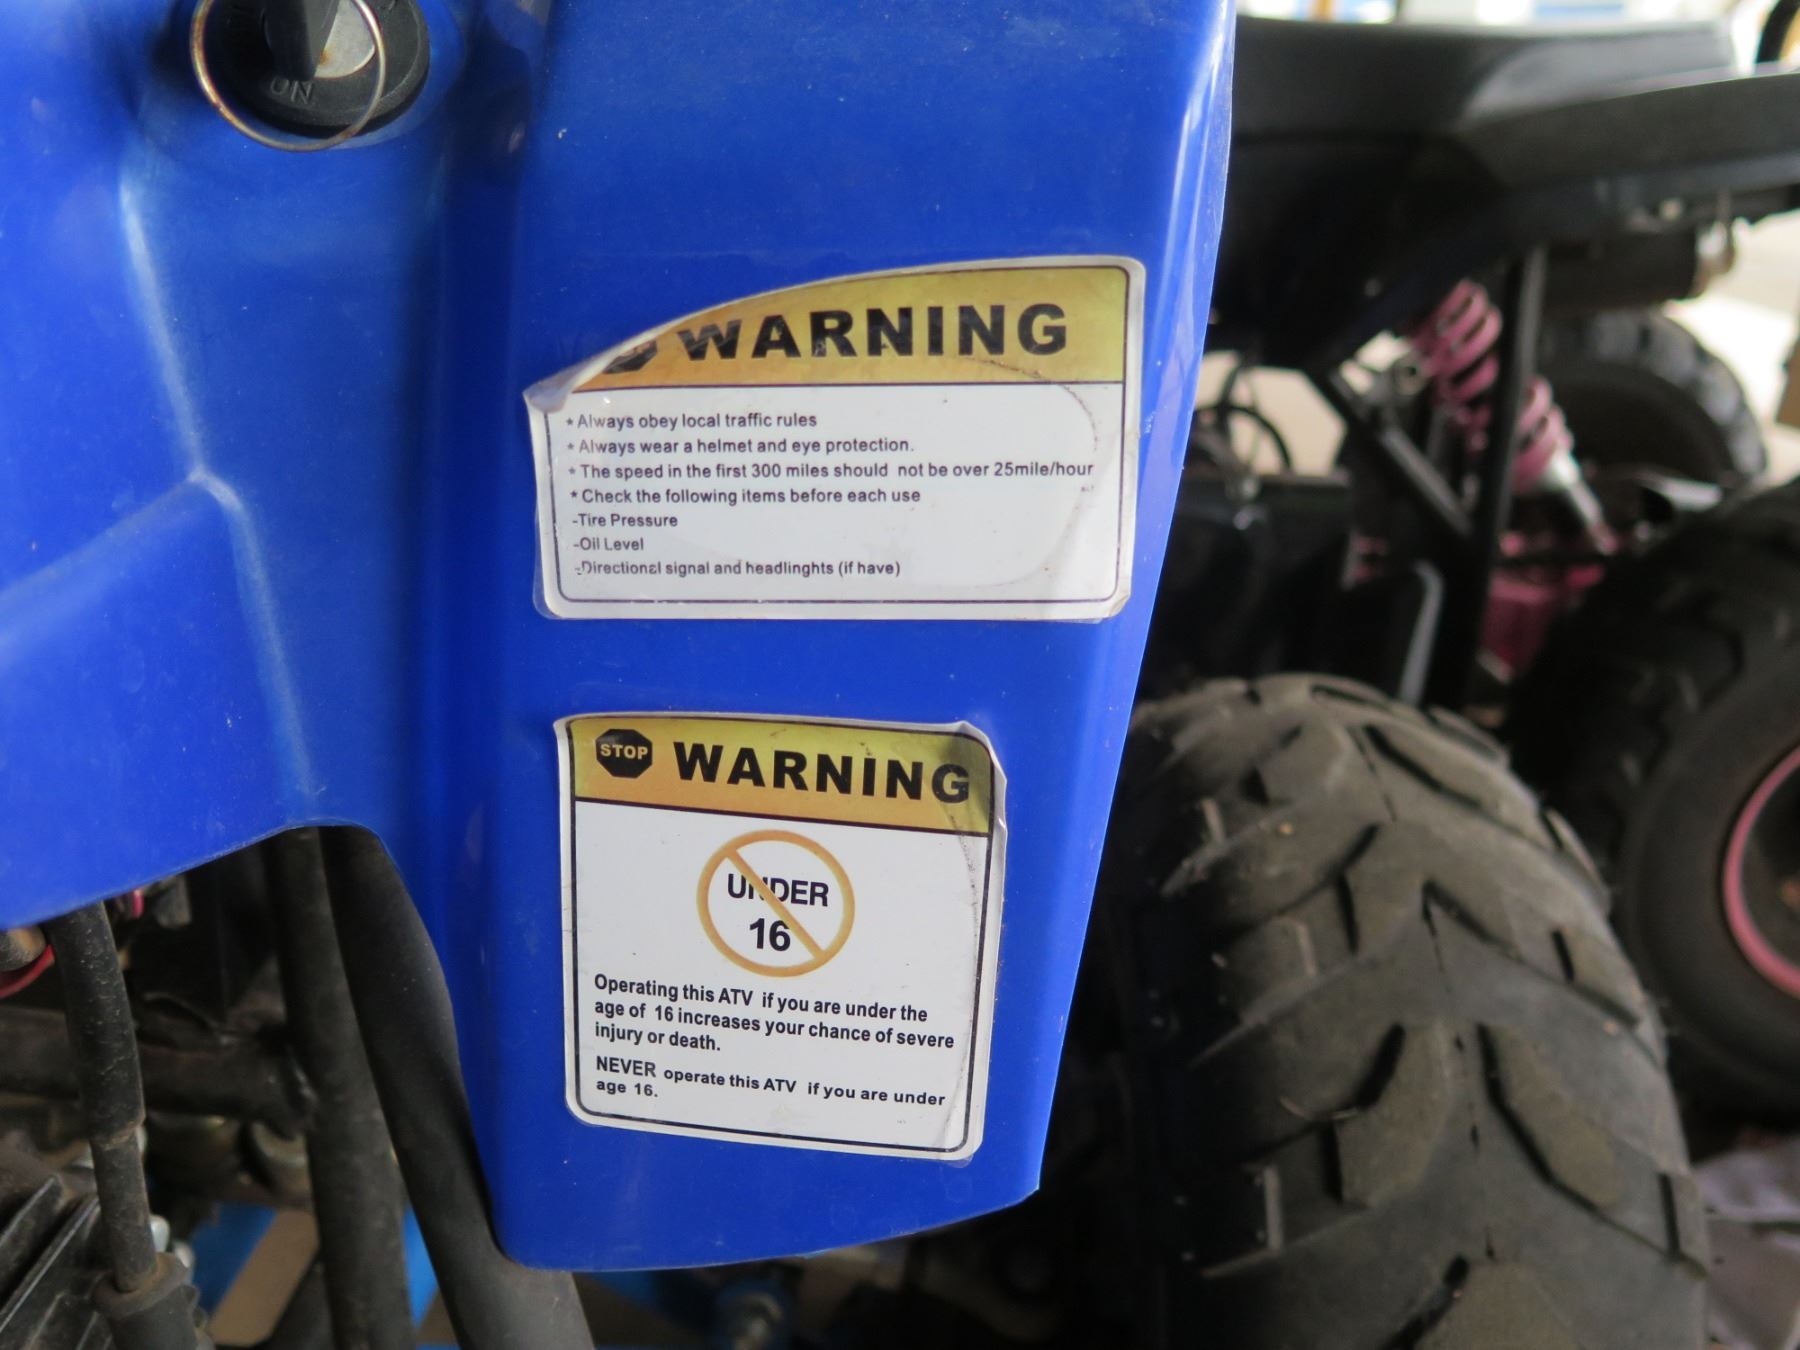 ON
WARNING
* Always obey local traffic rules
* Always wear a helmet and eye protection.
* The speed in the first 300 miles should not be over 25mile/hour
* Check the following items before each use
-Tire Pressure
-Oil Level
-Directional signal and headlinghts (if have)
STOP WARNING
UNDER
16
Operating this ATV if you are under the
age of 16 increases your chance of severe
injury or death.
NEVER operate this ATV if you are under
age 16.